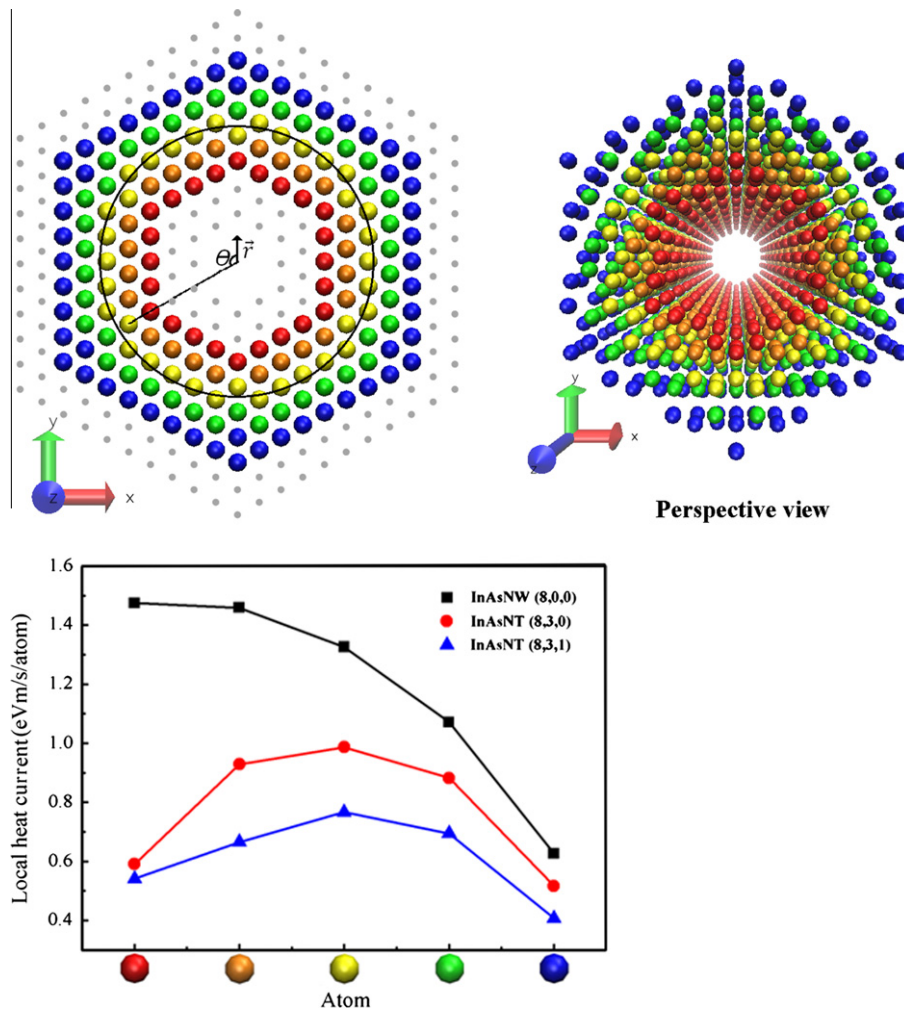 θ r⃗
y
z x
y
z x
Perspective view
1.6
1.4
1.2
1.0
0.8
0.6
0.4
Local heat current (eVm/s/atom)
InAsNW (8,0,0)
InAsNT (8,3,0)
InAsNT (8,3,1)
Atom